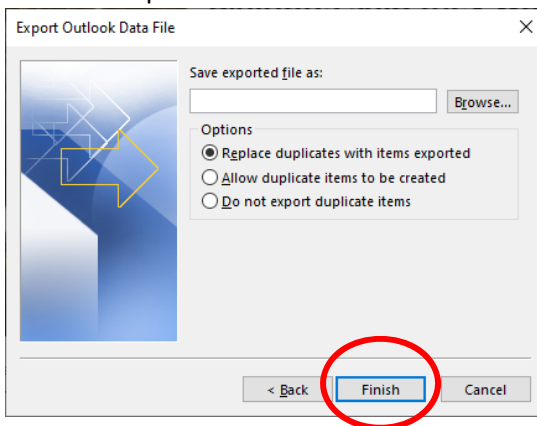 Export Outlook Data File
Save exported file as:
Browse...
Options
Replace duplicates with items exported
Allow duplicate items to be created
Do not export duplicate items
< Back Finish Cancel